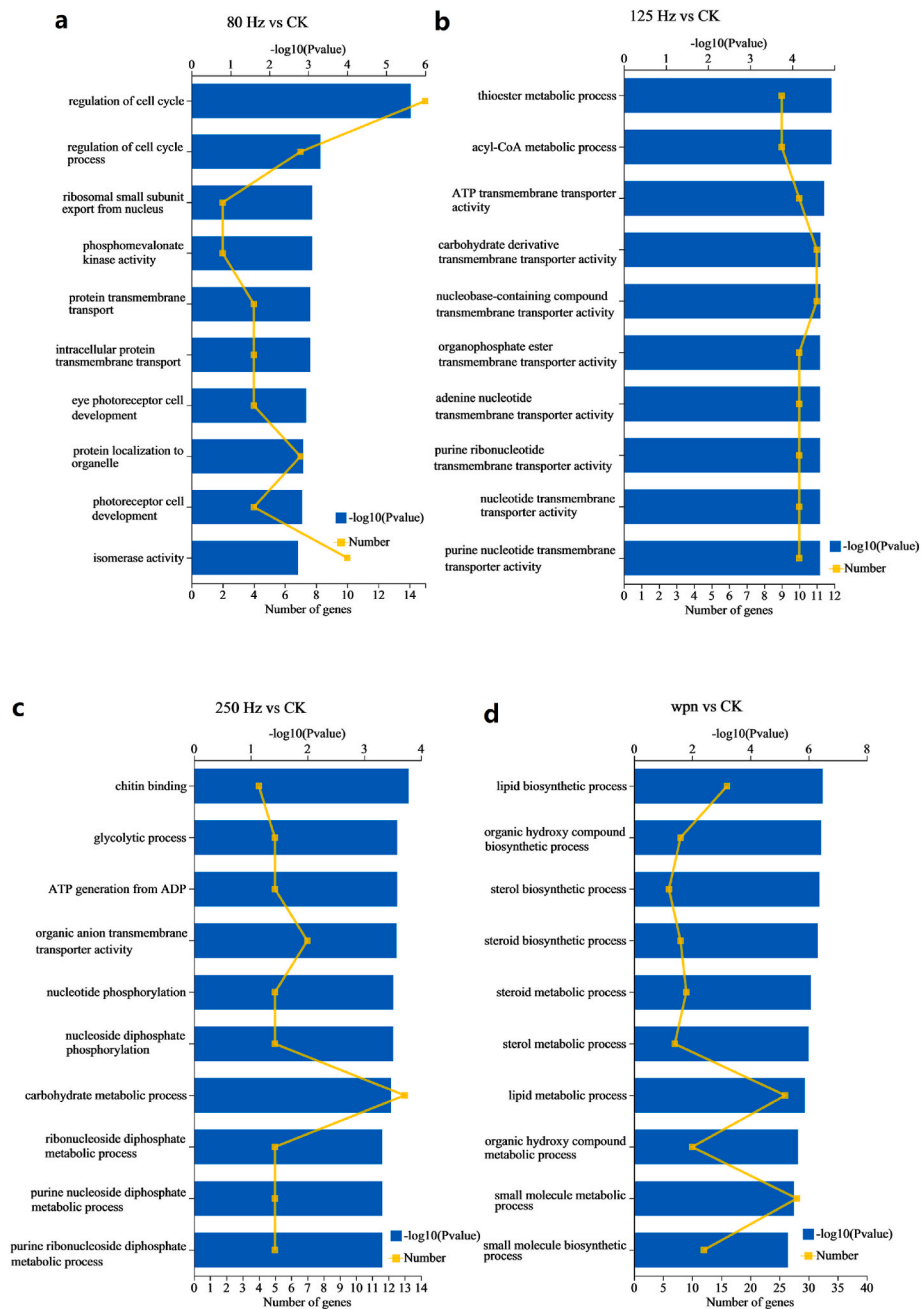 a
80 Hz vs CK
-log10(Pvalue)
0 1 2 3 4 5 6
regulation of cell cycle
regulation of cell cycle
process
ribosomal small subunit
export from nucleus
phosphomevalonate
kinase activity
protein transmembrane
transport
intracellular protein
transmembrane transport
eye photoreceptor cell
development
protein localization to
organelle
photoreceptor cell
development
isomerase activity
-log10(Pvalue)
Number
0 2 4 6 8 10 12 14
Number of genes
b
125 Hz vs CK
-log10(Pvalue)
0 1 2 3 4 5
thioester metabolic process
acyl-CoA metabolic process
ATP transmembrane transporter
activity
carbohydrate derivative
transmembrane transporter activity
nucleobase-containing compound
transmembrane transporter activity
organophosphate ester
transmembrane transporter activity
adenine nucleotide
transmembrane transporter activity
purine ribonucleotide
transmembrane transporter activity
nucleotide transmembrane
transporter activity
purine nucleotide transmembrane
transporter activity
-log10(Pvalue)
Number
0 1 2 3 4 5 6 7 8 9 10 11 12
Number of genes
c
250 Hz vs CK
-log10(Pvalue)
0 1 2 3 4
chitin binding
glycolytic process
ATP generation from ADP
organic anion transmembrane
transporter activity
nucleotide phosphorylation
nucleoside diphosphate
phosphorylation
carbohydrate metabolic process
ribonucleoside diphosphate
metabolic process
purine nucleoside diphosphate
metabolic process
purine ribonucleoside diphosphate
metabolic process
-log10(Pvalue)
Number
0 1 2 3 4 5 6 7 8 9 10 11 12 13 14
Number of genes
d
wpn vs CK
-log10(Pvalue)
0 2 4 6 8
lipid biosynthetic process
organic hydroxy compound
biosynthetic process
sterol biosynthetic process
steroid biosynthetic process
steroid metabolic process
sterol metabolic process
lipid metabolic process
organic hydroxy compound
metabolic process
small molecule metabolic
process
small molecule biosynthetic
process
-log10(Pvalue)
Number
0 5 10 15 20 25 30 35 40
Number of genes